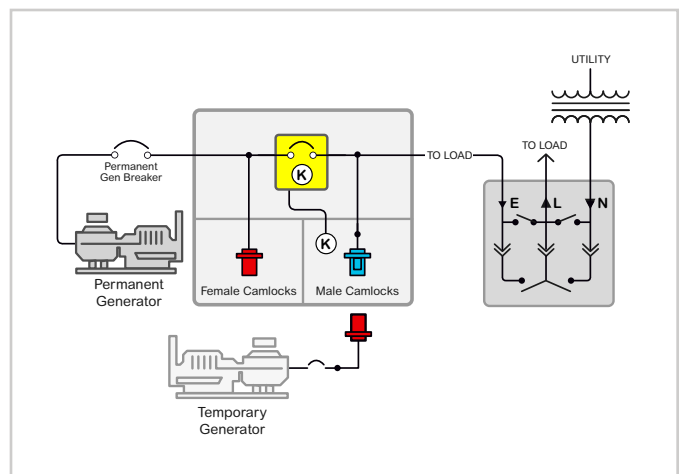 UTILITY
TO LOAD
Permanent
Gen Breaker
K
TO LOAD
E
L
N
K
Permanent
Generator
Female Camlocks
Male Camlocks
Temporary
Generator